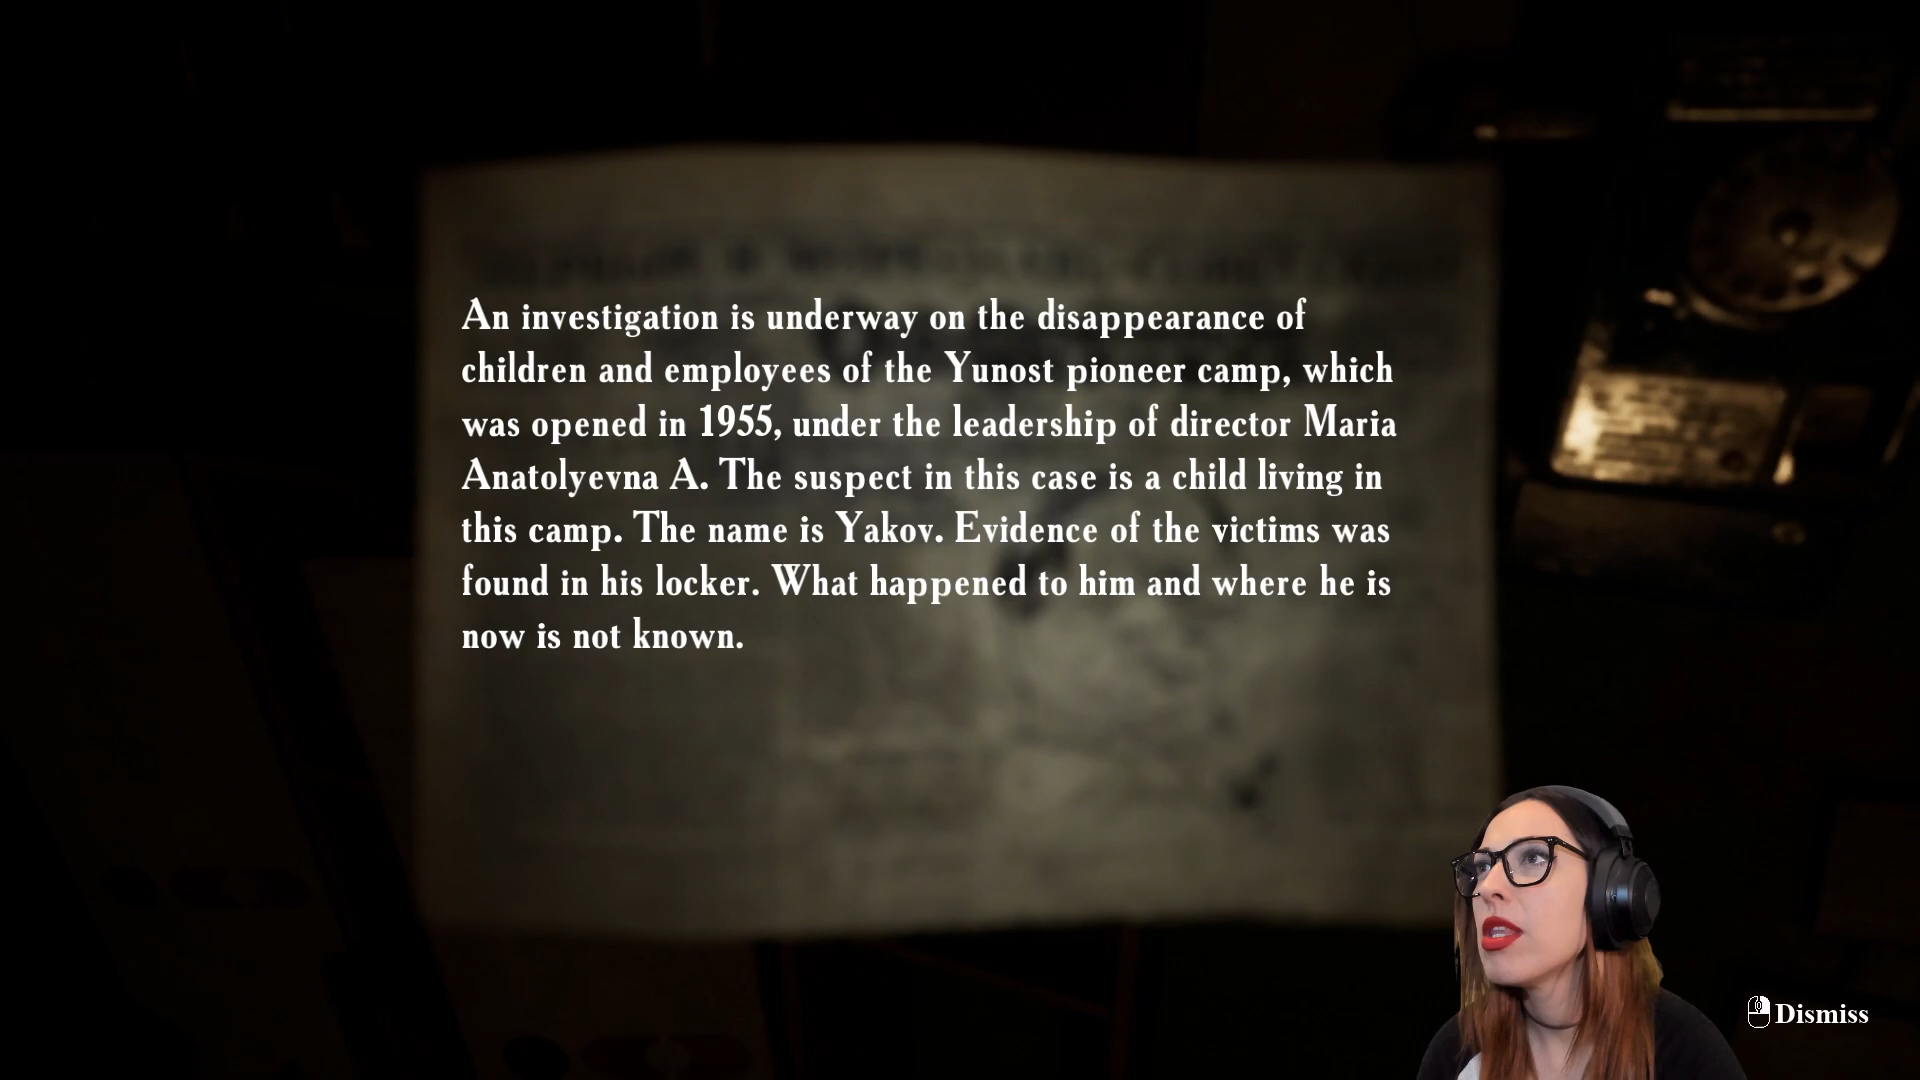 An investigation is underway on the disappearance of
children and employees of the Yunost pioneer camp, which
was opened in 1955, under the leadership of director Maria
Anatolyevna A. The suspect in this case is a child living in
this camp. The name is Yakov. Evidence of the victims was
found in his locker. What happened to him and where he is
now is not known.
Dismiss